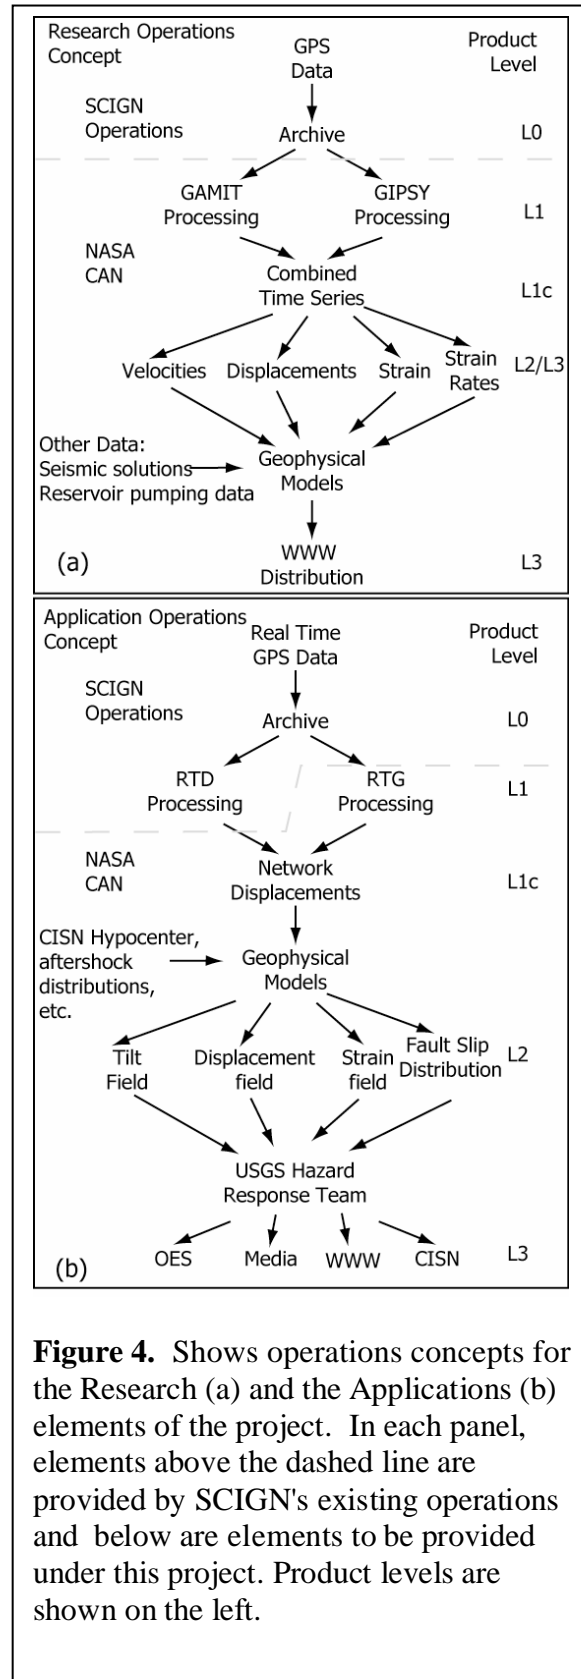 Research Operations
Concept
GPS
Data
Product
Level
SCIGN
Operations
Archive
L0
GAMIT
Processing
GIPSY
Processing
L1
NASA
CAN
Combined
Time Series
L1c
Velocities
Displacements
Strain
Strain
Rates
L2/L3
Other Data:
Seismic solutions
Reservoir pumping data
Geophysical
Models
WWW
Distribution
L3
(a)
Application Operations
Concept
Real Time
GPS Data
Product
Level
SCIGN
Operations
Archive
L0
RTD
Processing
RTG
Processing
L1
NASA
CAN
Network
Displacements
L1c
CISN Hypocenter,
aftershock
distributions,
etc.
Geophysical
Models
Tilt
Field
Displacement
field
Strain
field
Fault Slip
Distribution
L2
USGS Hazard
Response Team
OES
Media
WWW
CISN
L3
(b)
Figure 4.  Shows operations concepts for
the Research (a) and the Applications (b)
elements of the project.  In each panel,
elements above the dashed line are
provided by SCIGN's existing operations
and  below are elements to be provided
under this project. Product levels are
shown on the left.